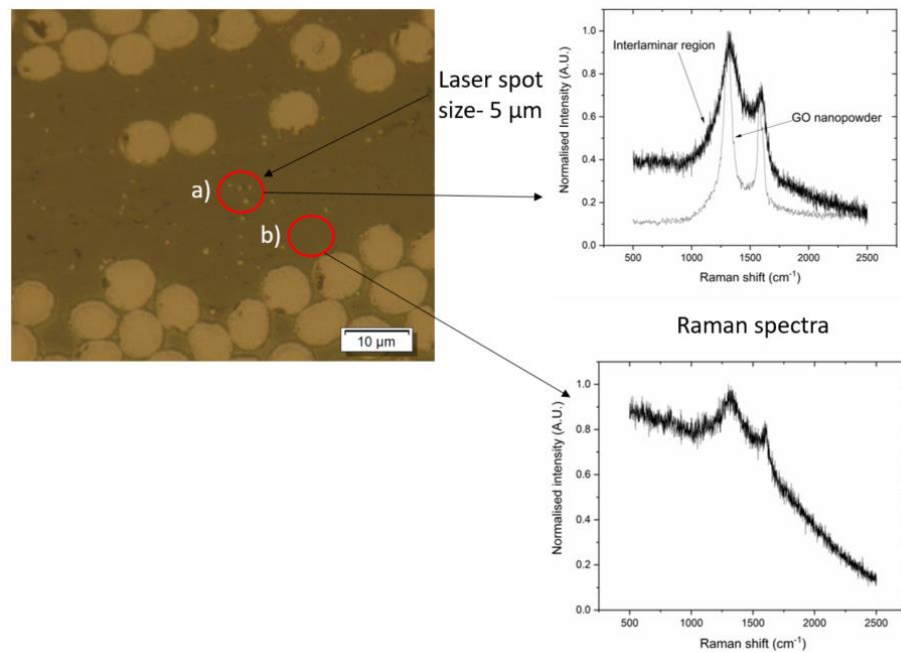 Laser spot
size- 5 µm
a)
b)
10 µm
Normalised Intensity (A.U.)
1.0
0.8
0.6
0.4
0.2
0.0
Interlaminar region
GO nanopowder
500
1000
1500
2000
2500
Raman shift (cm-1)
Raman spectra
Normalised intensity (A.U.)
1.0
0.8
0.6
0.4
0.2
0.0
500
1000
1500
2000
2500
Raman shift (cm-1)